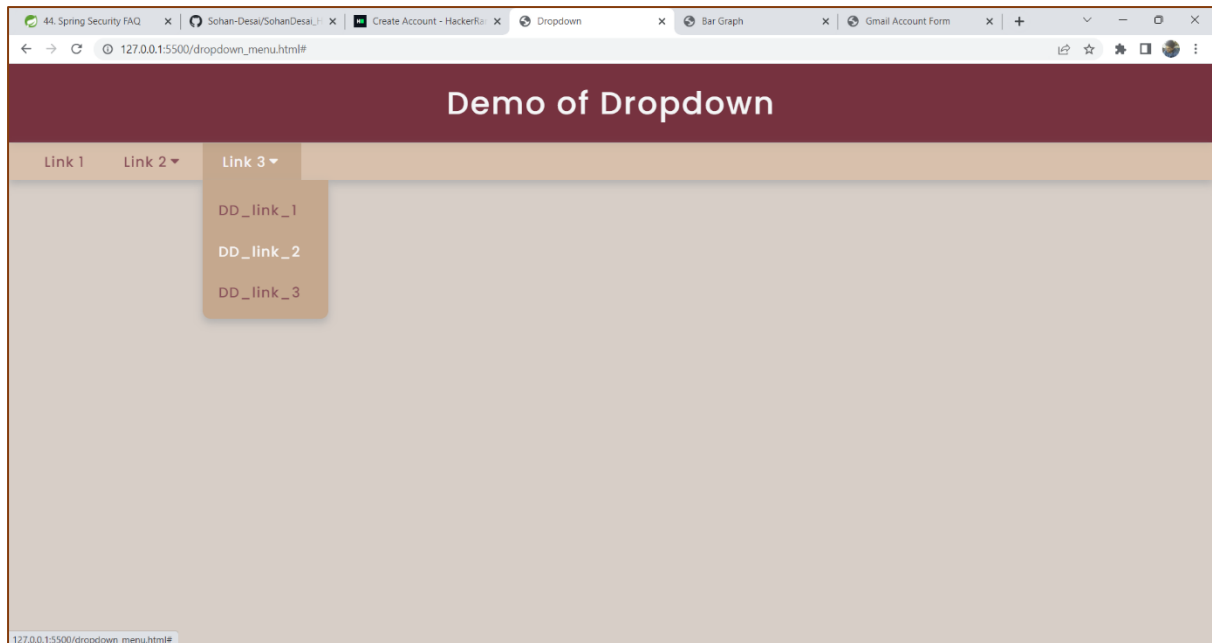 44. Spring Security FAQ
Sohan-Desai/SohanDesai_H
Create Account - HackerRan
Dropdown
Bar Graph
Gmail Account Form
127.0.0.1:5500/dropdown_menu.html#
Demo of Dropdown
Link 1 Link 2 Link 3
DD_link_1
DD_link_2
DD_link_3
127.0.0.1:5500/dropdown_menu.html#